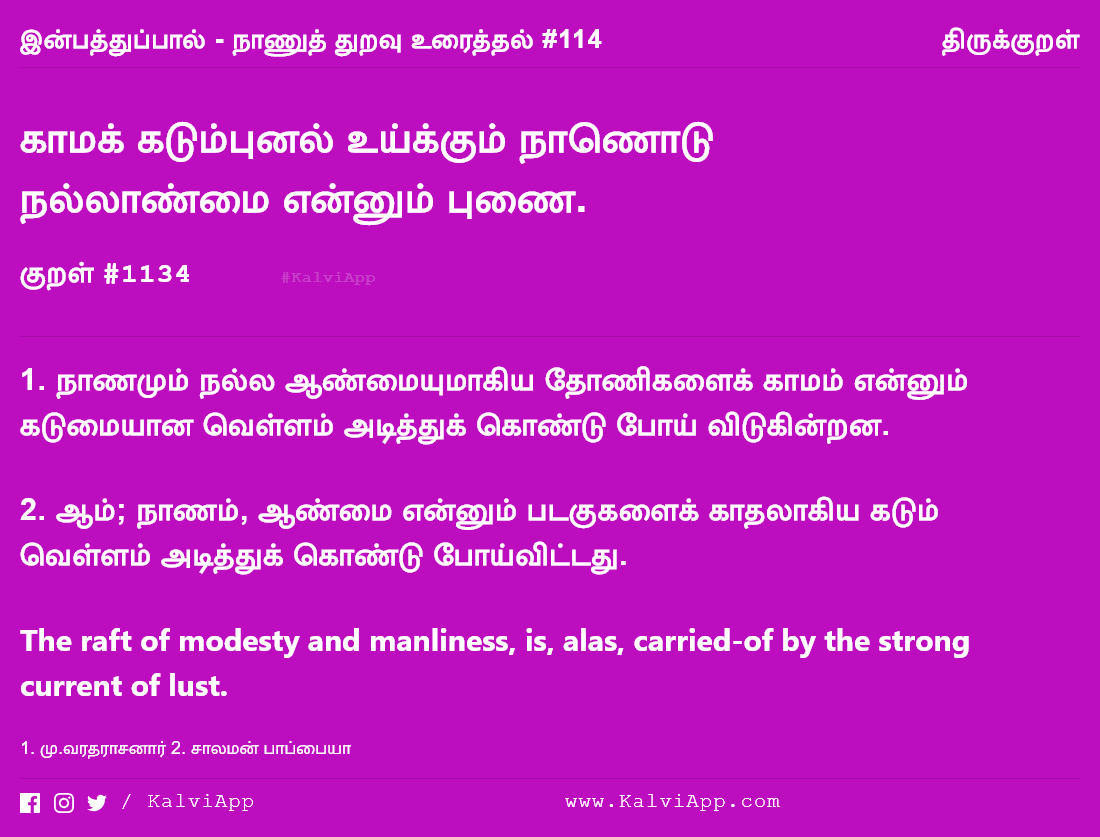 இன்பத்துப்பால் - நாணுத் துறவு உரைத்தல் #114
திருக்குறள்
காமக் கடும்புனல் உய்க்கும் நாணொடு
நல்லாண்மை என்னும் புணை.
குறள் #1134
#KalviApp
1. நாணமும் நல்ல ஆண்மையுமாகிய தோணிகளைக் காமம் என்னும்
கடுமையான வெள்ளம் அடித்துக் கொண்டு போய் விடுகின்றன.
2. ஆம்; நாணம், ஆண்மை என்னும் படகுகளைக் காதலாகிய கடும்
வெள்ளம் அடித்துக் கொண்டு போய்விட்டது.
The raft of modesty and manliness, is, alas, carried-of by the strong
current of lust.
1. மு.வரதராசனார் 2. சாலமன் பாப்பையா
/ KalviApp
www.KalviApp.com